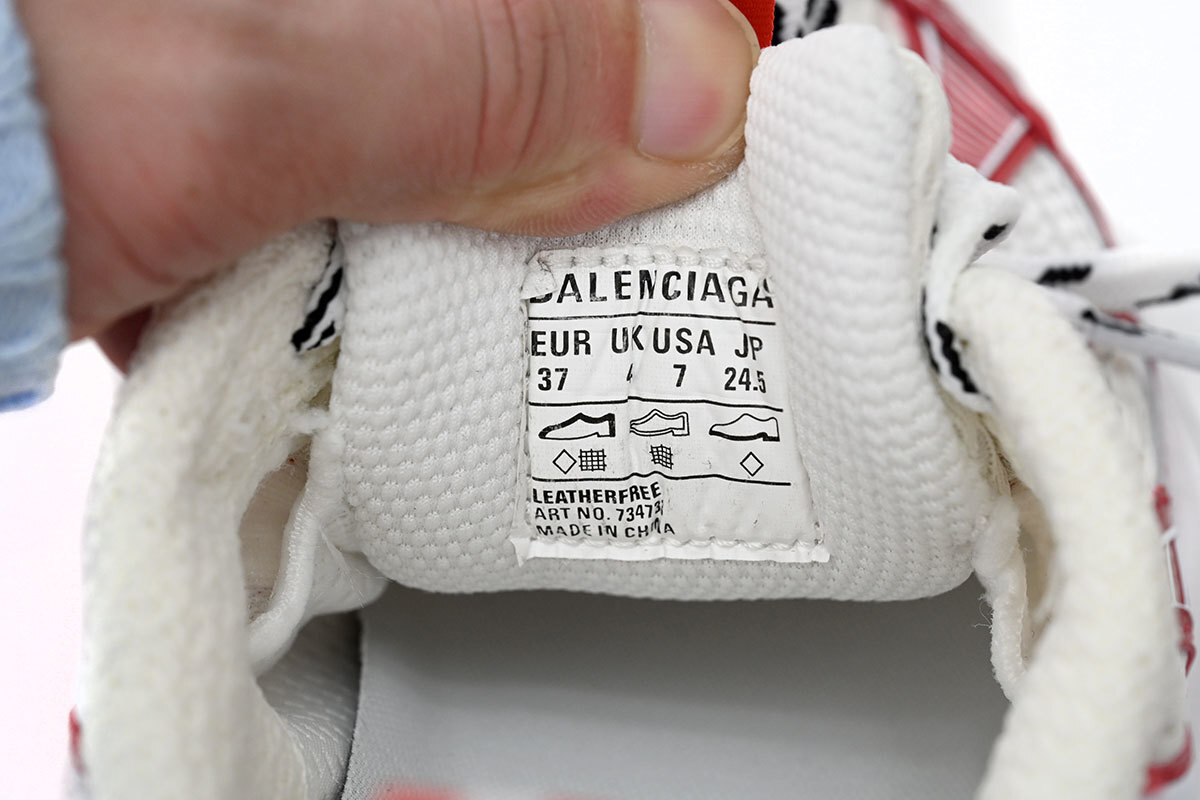 BALENCIAGA
EUR UK USA JP
37 4 7 24.5
LEATHERFREE
ART NO.
MADE IN CHINA